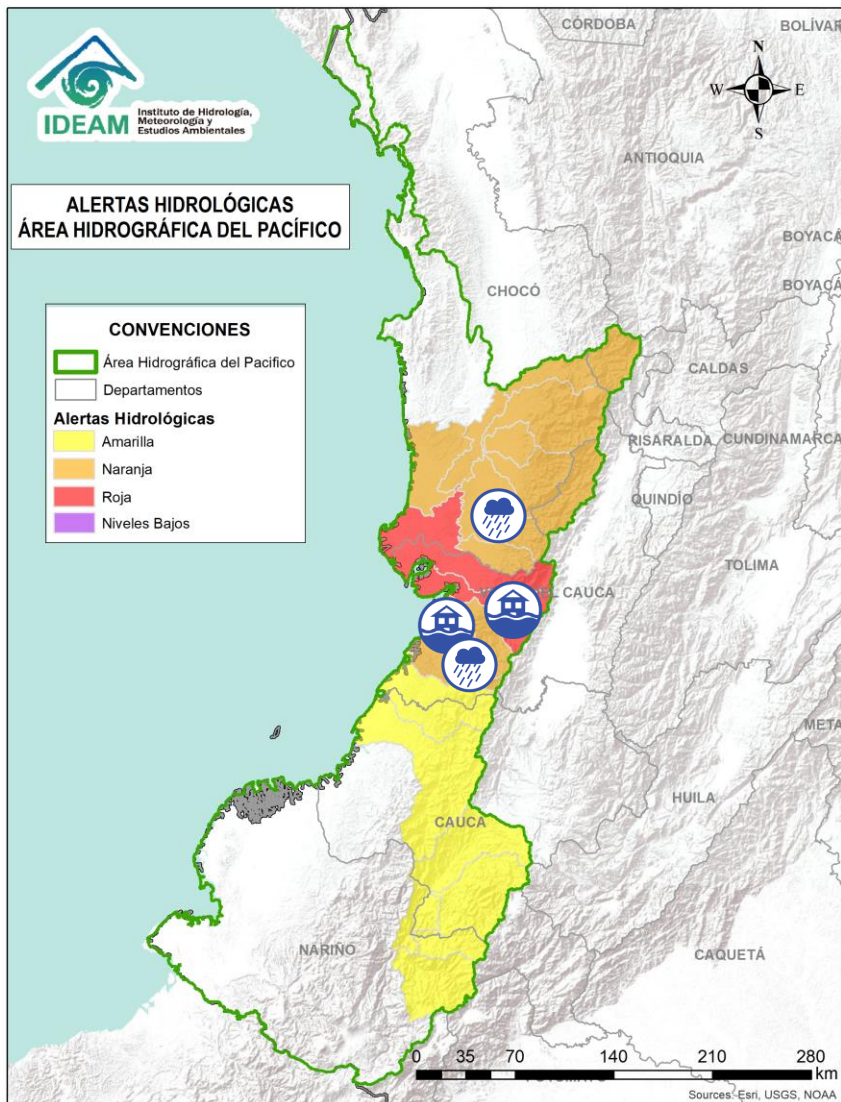 CÓRDOBA
BOLÍVAR
IDEAM
Instituto de Hidrología,
Meteorología y
Estudios Ambientales
N
W
E
S
ANTIOQUIA
ALERTAS HIDROLÓGICAS
ÁREA HIDROGRÁFICA DEL PACÍFICO
BOYACÁ
BOYACÁ
CHOCÓ
CONVENCIONES
Área Hidrográfica del Pacifico
Departamentos
Alertas Hidrológicas
Amarilla
Naranja
Roja
Niveles Bajos
CALDAS
RISARALDA
CUNDINAMARCA
QUINDÍO
TOLIMA
DEL CAUCA
META
HUILA
CAUCA
NARIÑO
CAQUETÁ
0 35 70 140 210 280
km
Sources: Esri, USGS, NOAA